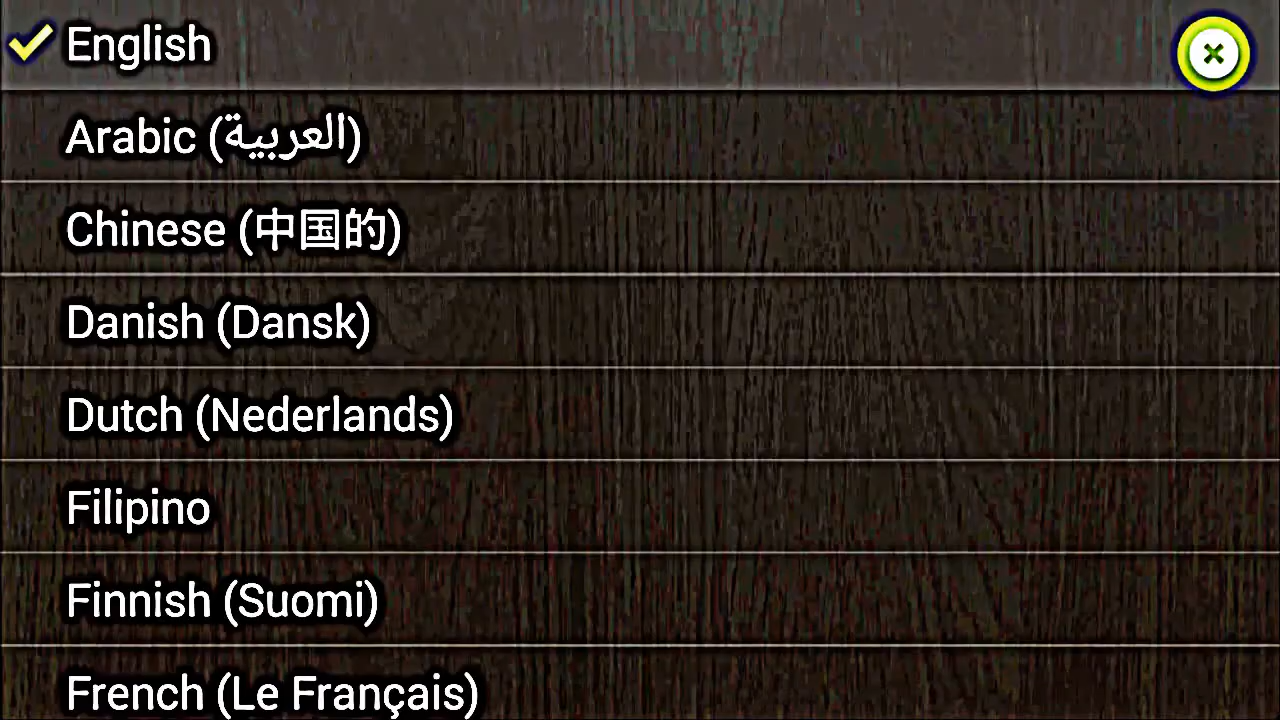 English
Arabic (العربية)
Chinese (中国的)
Danish (Dansk)
Dutch (Nederlands)
Filipino
Finnish (Suomi)
French (Le Français)